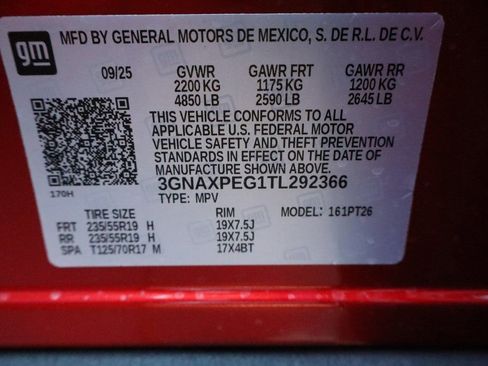 gm
MFD BY GENERAL MOTORS DE MEXICO, S. DE R.L. DE C.V.
09/25 GVWR GAWR FRT GAWR RR
2200 KG 1175 KG 1200 KG
4850 LB 2590 LB 2645 LB
THIS VEHICLE CONFORMS TO ALL
APPLICABLE U.S. FEDERAL MOTOR
VEHICLE SAFETY AND THEFT PREVENTION
STANDARDS IN EFFECT ON THE DATE OF
MANUFACTURE SHOWN ABOVE.
170H
3GNAXPEG1TL292366
TYPE: MPV
TIRE SIZE RIM MODEL: 161PT26
FRT 235/55R19 H 19X7.5J
RR 235/55R19 H 19X7.5J
SPA T125/70R17 M 17X4BT